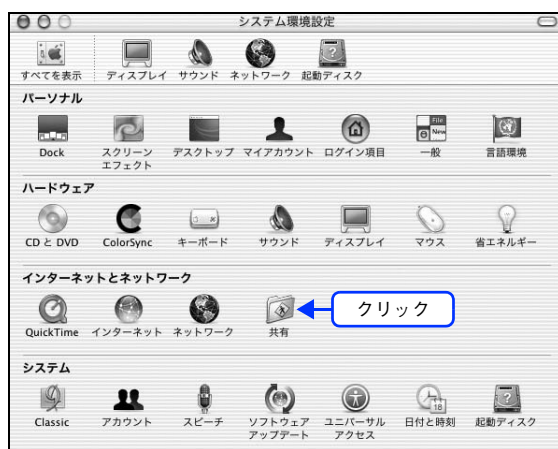 システム環境設定
すべてを表示 ディスプレイ サウンド ネットワーク 起動ディスク
パーソナル
Dock スクリーン エフェクト デスクトップ マイアカウント ログイン項目 一般 言語環境
ハードウェア
CD と DVD ColorSync キーボード サウンド ディスプレイ マウス 省エネルギー
インターネットとネットワーク
クリック
QuickTime インターネット ネットワーク 共有
システム
18
Classic アカウント スピーチ ソフトウェア アップデート ユニバーサル アクセス 日付と時刻 起動ディスク